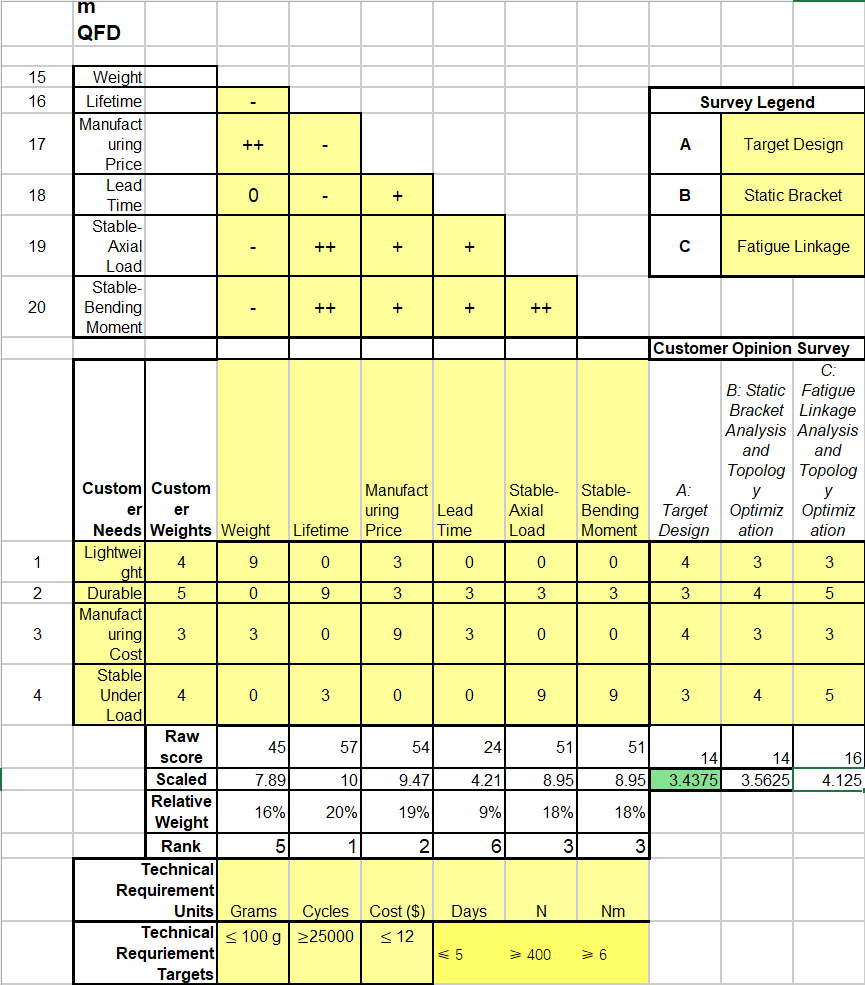 m
QFD
15 Weight
16 Lifetime - Survey Legend
17 Manufact
uring
Price ++ - A Target Design
18 Lead
Time 0 - + B Static Bracket
19 Stable-
Axial
Load - ++ + + C Fatigue Linkage
20 Stable-
Bending
Moment - ++ + + ++
Customer Opinion Survey
Custom
er
Needs Custom
er
Weights Weight Lifetime Manufact
uring
Price Lead
Time Stable-
Axial
Load Stable-
Bending
Moment A:
Target
Design B: Static
Bracket
Analysis
and
Topolog
y
Optimiz
ation C:
Fatigue
Linkage
Analysis
and
Topolog
y
Optimiz
ation
1 Lightwei
ght 4 9 0 3 0 0 0 4 3 3
2 Durable 5 0 9 3 3 3 3 3 4 5
3 Manufact
uring
Cost 3 3 0 9 3 0 0 4 3 3
4 Stable
Under
Load 4 0 3 0 0 9 9 3 4 5
Raw
score 45 57 54 24 51 51 14 14 16
Scaled 7.89 10 9.47 4.21 8.95 8.95 3.4375 3.5625 4.125
Relative
Weight 16% 20% 19% 9% 18% 18%
Rank 5 1 2 6 3 3
Technical
Requirement
Units Grams Cycles Cost ($) Days N Nm
Technical
Requriement
Targets ≤ 100 g ≥25000 ≤ 12 ⩽ 5 ⩾ 400 ⩾ 6